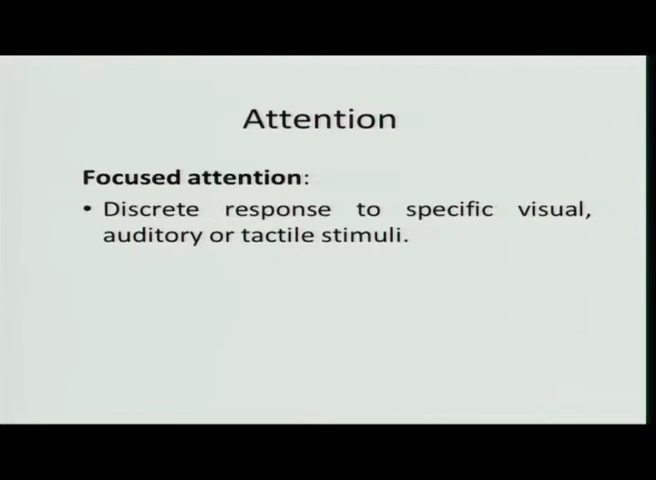 Attention
Focused attention:
• Discrete response to specific visual,
auditory or tactile stimuli.